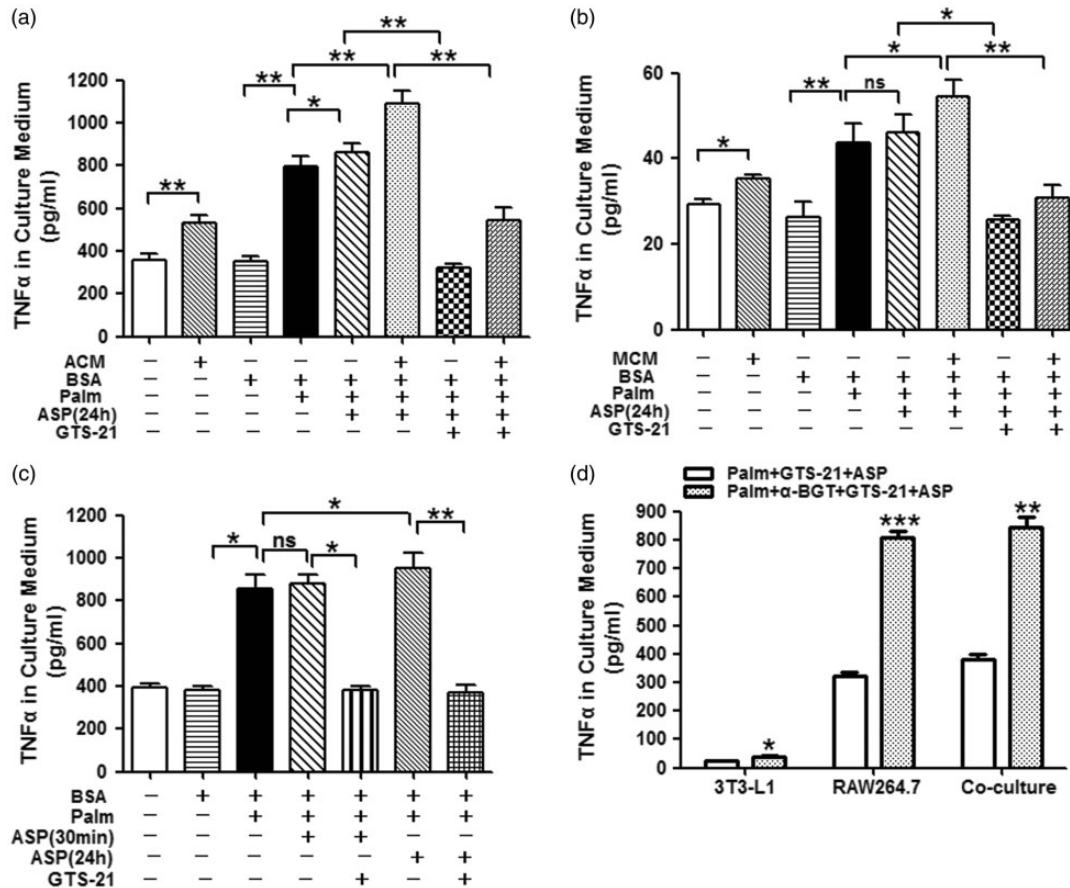 (a)
**
**
**
**
**
*
**
1200
1000
800
600
400
200
0
TNFα in Culture Medium
(pg/ml)
ACM – + – – – + – +
BSA – – + + + + + +
Palm – – – + + + + +
ASP(24h) – – – – + + + +
GTS-21 – – – – – – + +
(b)
*
*
**
** ns
*
60
40
20
0
TNFα in Culture Medium
(pg/ml)
MCM – + – – – + – +
BSA – – + + + + + +
Palm – – – + + + + +
ASP(24h) – – – – + + + +
GTS-21 – – – – – – + +
(c)
*
* ns * **
1200
1000
800
600
400
200
0
TNFα in Culture Medium
(pg/ml)
BSA – + + + + + +
Palm – – + + + + +
ASP(30min) – – – + + – –
ASP(24h) – – – – – + +
GTS-21 – – – – + – +
(d)
Palm+GTS-21+ASP
Palm+α-BGT+GTS-21+ASP
*** **
*
900
800
700
600
500
400
300
200
100
0
TNFα in Culture Medium
(pg/ml)
3T3-L1 RAW264.7 Co-culture